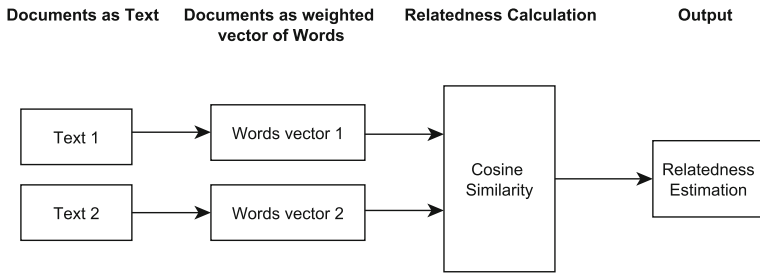 Documents as Text
Documents as weighted
vector of Words
Relatedness Calculation
Output
Text 1
Words vector 1
Text 2
Words vector 2
Cosine
Similarity
Relatedness
Estimation